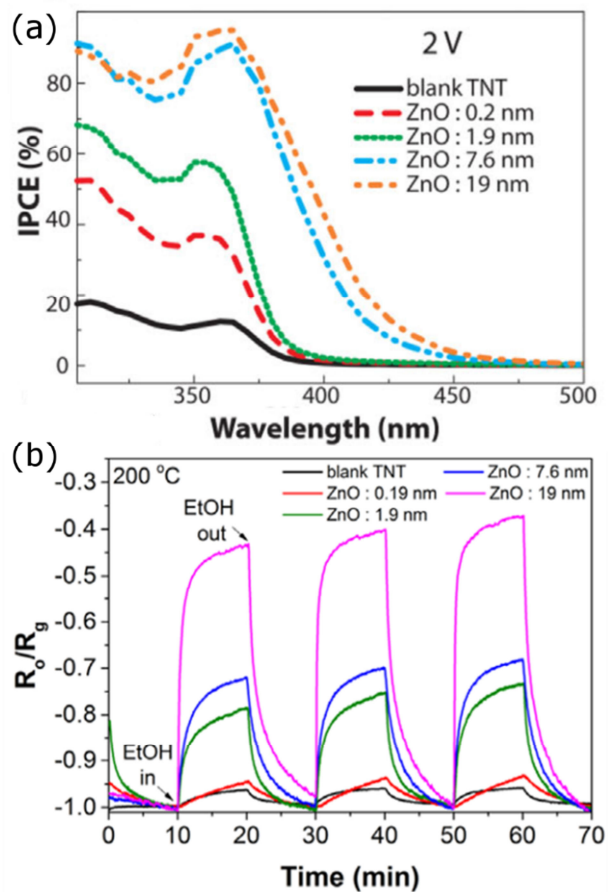 (a)
2 V
blank TNT
ZnO : 0.2 nm
ZnO : 1.9 nm
ZnO : 7.6 nm
ZnO : 19 nm
IPCE (%)
80
60
40
20
0
350
400
450
500
Wavelength (nm)
(b)
200 °C
blank TNT
ZnO : 0.19 nm
ZnO : 1.9 nm
ZnO : 7.6 nm
ZnO : 19 nm
EtOH
out
EtOH
in
Ro/Rg
-0.3
-0.4
-0.5
-0.6
-0.7
-0.8
-0.9
-1.0
0
10
20
30
40
50
60
70
Time (min)